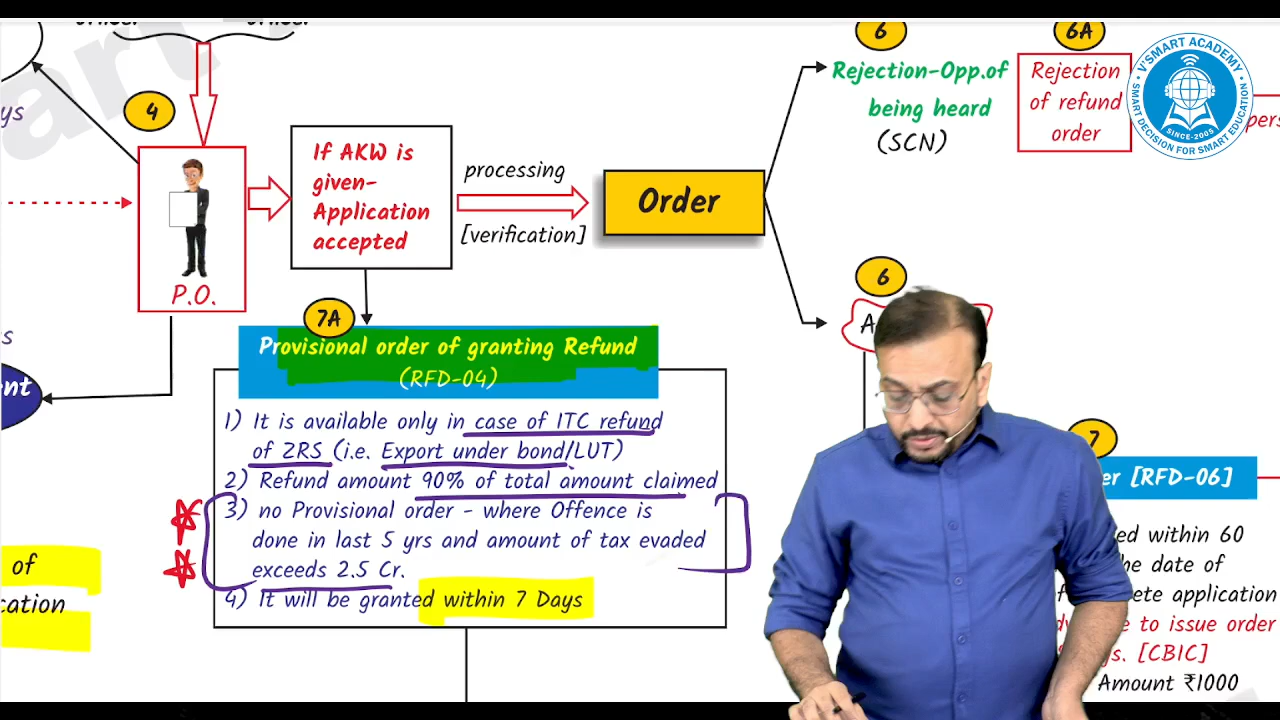 ys
4
P.O.
If AKW is
given-
Application
accepted
processing
[verification]
Order
6
Rejection-Opp.of
being heard
(SCN)
6A
Rejection
of refund
order
V'SMART ACADEMY
SINCE-2005
SMART DECISION FOR SMART EDUCATION
pers
6
7A
Provisional order of granting Refund
(RFD-04)
1) It is available only in case of ITC refund
of ZRS (i.e. Export under bond/LUT)
2) Refund amount 90% of total amount claimed
3) no Provisional order - where Offence is
done in last 5 yrs and amount of tax evaded
exceeds 2.5 Cr.
4) It will be granted within 7 Days
s
nt
of
cation
7
er [RFD-06]
ed within 60
he date of
ete application
e to issue order
s. [CBIC]
Amount ₹1000